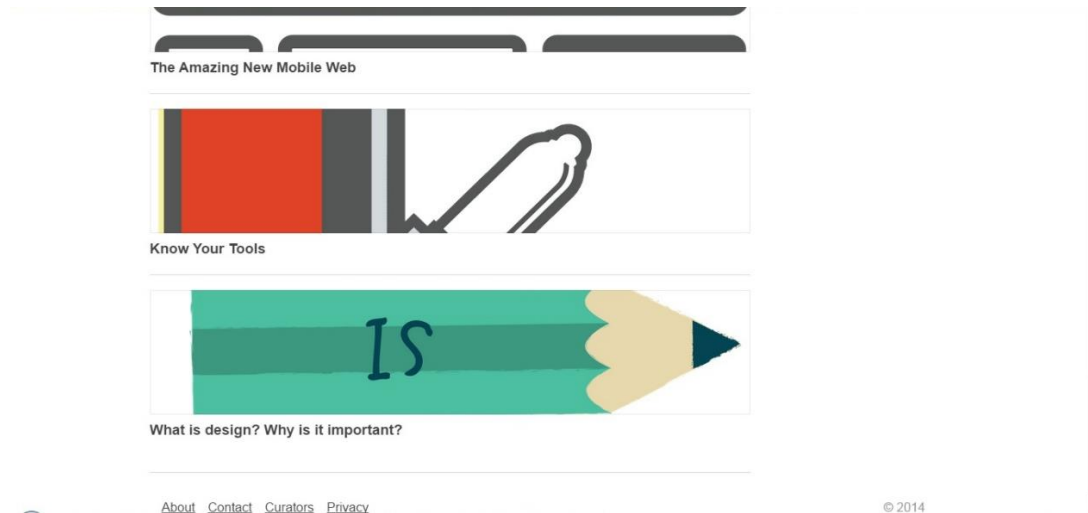 The Amazing New Mobile Web
Know Your Tools
IS
What is design? Why is it important?
About Contact Curators Privacy © 2014